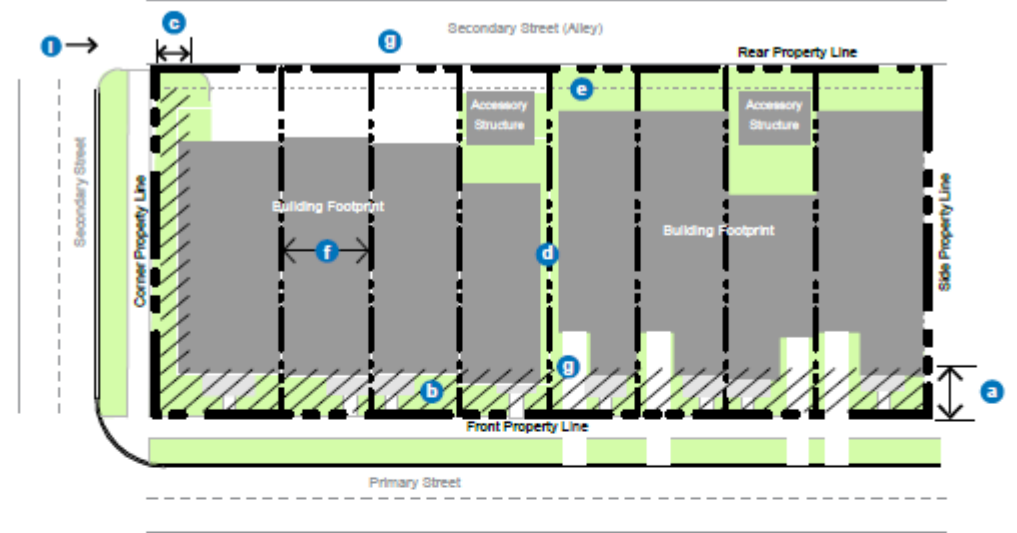 c
Secondary Street (Alley)
l
g
Rear Property Line
e
Accessory
Structure
Accessory
Structure
Secondary Street
Corner Property Line
Building Footprint
Building Footprint
Side Property Line
f
d
g
b
a
Front Property Line
Primary Street